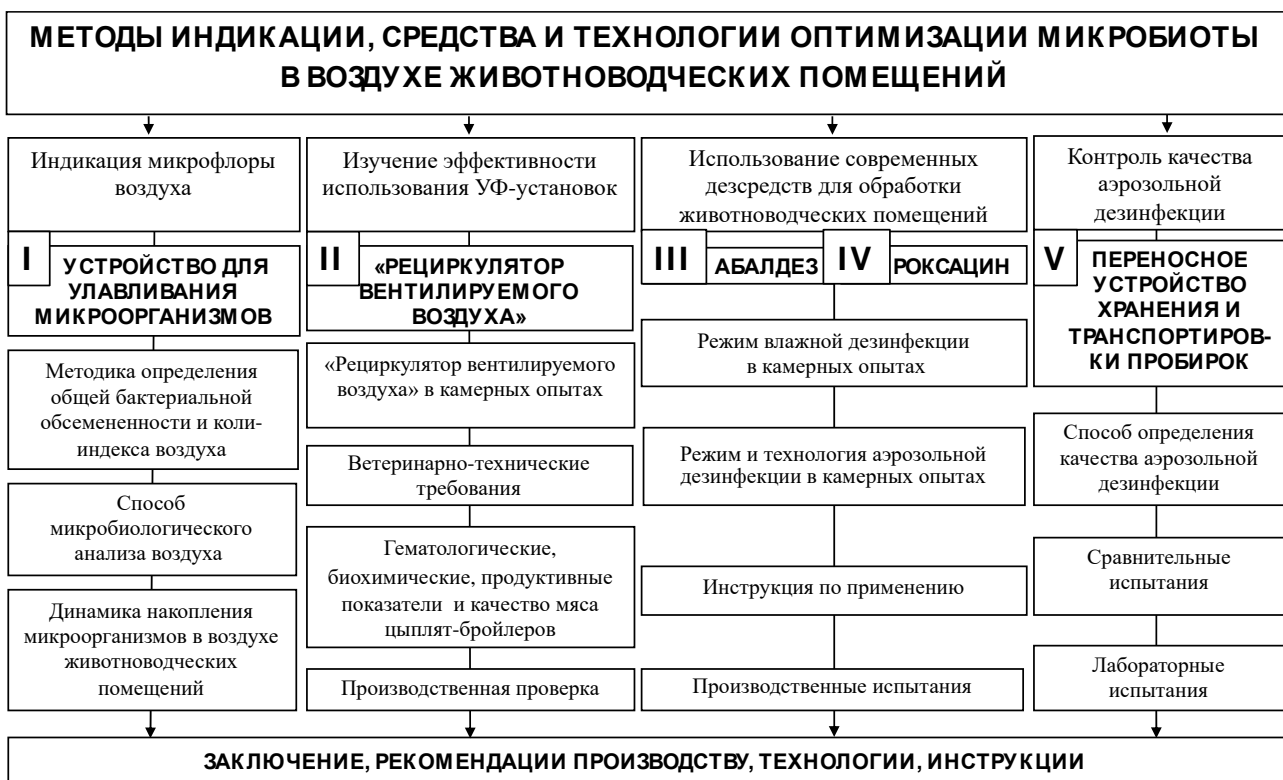 МЕТОДЫ ИНДИКАЦИИ, СРЕДСТВА И ТЕХНОЛОГИИ ОПТИМИЗАЦИИ МИКРОБИОТЫ
В ВОЗДУХЕ ЖИВОТНОВОДЧЕСКИХ ПОМЕЩЕНИЙ
Индикация микрофлоры
воздуха
I
УСТРОЙСТВО ДЛЯ
УЛАВЛИВАНИЯ
МИКРООРГАНИЗМОВ
Методика определения
общей бактериальной
обсемененности и коли-
индекса воздуха
Способ
микробиологического
анализа воздуха
Динамика накопления
микроорганизмов в воздухе
животноводческих
помещений
Изучение эффективности
использования УФ-установок
II
«РЕЦИРКУЛЯТОР
ВЕНТИЛИРУЕМОГО
ВОЗДУХА»
«Рециркулятор вентилируемого
воздуха» в камерных опытах
Ветеринарно-технические
требования
Гематологические,
биохимические, продуктивные
показатели и качество мяса
цыплят-бройлеров
Производственная проверка
Использование современных
дезсредств для обработки
животноводческих помещений
III
АБАЛДЕЗ
IV
РОКСАЦИН
Режим влажной дезинфекции
в камерных опытах
Режим и технология аэрозольной
дезинфекции в камерных опытах
Инструкция по применению
Производственные испытания
Контроль качества
аэрозольной
дезинфекции
V
ПЕРЕНОСНОЕ
УСТРОЙСТВО
ХРАНЕНИЯ И
ТРАНСПОРТИРОВ-
КИ ПРОБИРОК
Способ определения
качества аэрозольной
дезинфекции
Сравнительные
испытания
Лабораторные
испытания
ЗАКЛЮЧЕНИЕ, РЕКОМЕНДАЦИИ ПРОИЗВОДСТВУ, ТЕХНОЛОГИИ, ИНСТРУКЦИИ